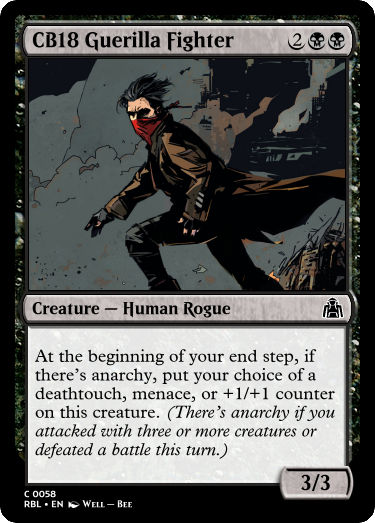 CB18 Guerilla Fighter 2
Creature — Human Rogue
At the beginning of your end step, if
there's anarchy, put your choice of a
deathtouch, menace, or +1/+1 counter
on this creature. (There's anarchy if you
attacked with three or more creatures or
defeated a battle this turn.)
3/3
C 0058
RBL • EN Well — Bee